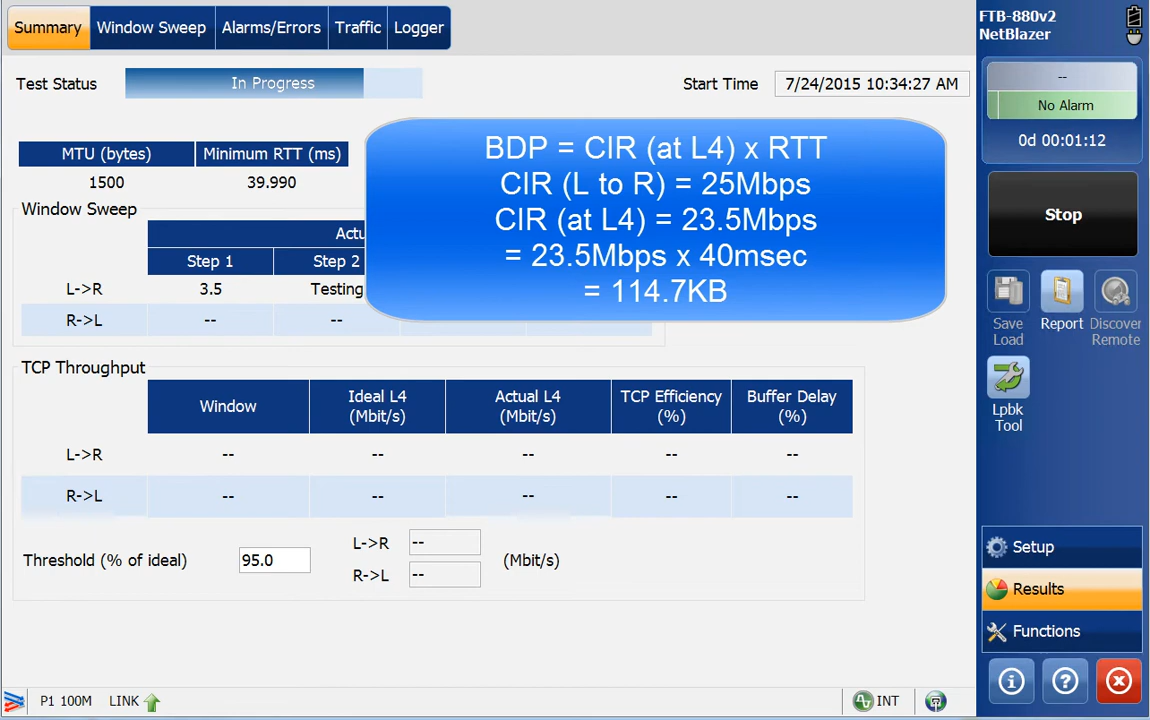 Summary
Window Sweep
Alarms/Errors
Traffic
Logger
FTB-880v2
NetBlazer
Test Status
In Progress
Start Time
7/24/2015 10:34:27 AM
--
No Alarm
0d 00:01:12
MTU (bytes)
Minimum RTT (ms)
1500
39.990
BDP = CIR (at L4) x RTT
CIR (L to R) = 25Mbps
CIR (at L4) = 23.5Mbps
= 23.5Mbps x 40msec
= 114.7KB
Stop
Window Sweep
Actu
Step 1
Step 2
L->R
3.5
Testing
R->L
--
--
Save
Load
Report
Discover
Remote
Lpbk
Tool
TCP Throughput
Window
Ideal L4
(Mbit/s)
Actual L4
(Mbit/s)
TCP Efficiency
(%)
Buffer Delay
(%)
L->R
--
--
--
--
--
R->L
--
--
--
--
--
Threshold (% of ideal)
95.0
L->R
--
R->L
--
(Mbit/s)
Setup
Results
Functions
P1 100M
LINK
INT